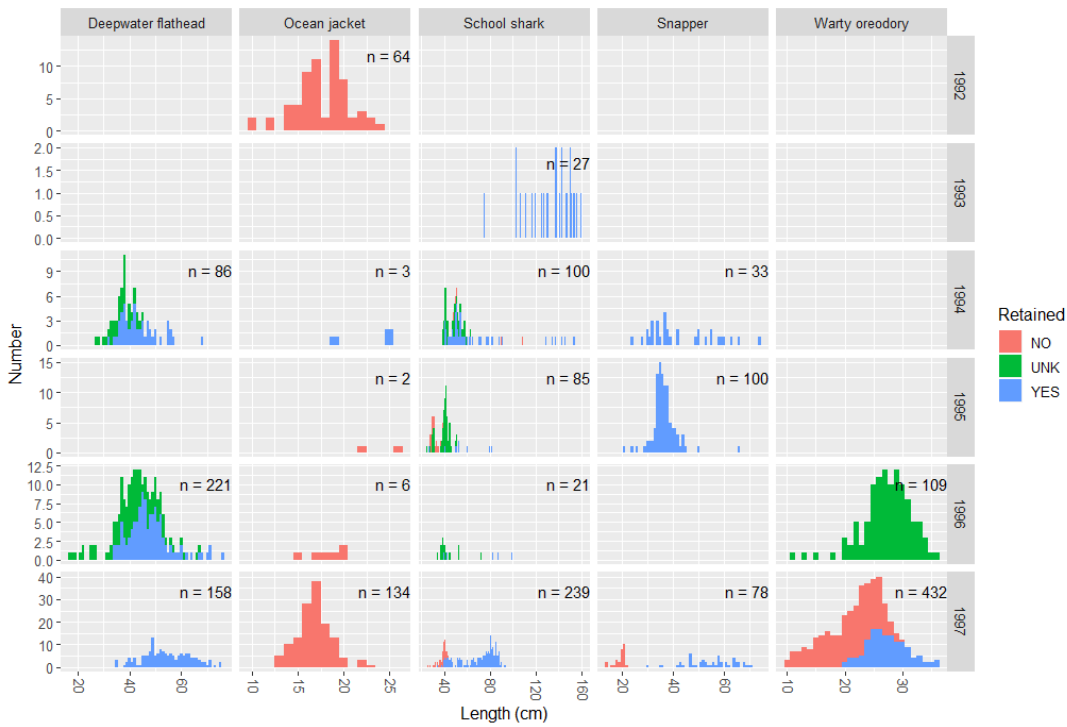 Deepwater flathead Ocean jacket School shark Snapper Warty oreodory
10
5
0
n = 64
1992
2.0
1.5
1.0
0.5
0.0
n = 27
1993
9
6
3
0
n = 86 n = 3 n = 100 n = 33
1994
15
10
5
0
n = 2 n = 85 n = 100
1995
12.5
10.0
7.5
5.0
2.5
0.0
n = 221 n = 6 n = 21 n = 109
1996
40
30
20
10
0
n = 158 n = 134 n = 239 n = 78 n = 432
1997
20 40 60 10 15 20 25 40 80 120 160 20 40 60 10 20 30
Length (cm)
Number
Retained
NO
UNK
YES